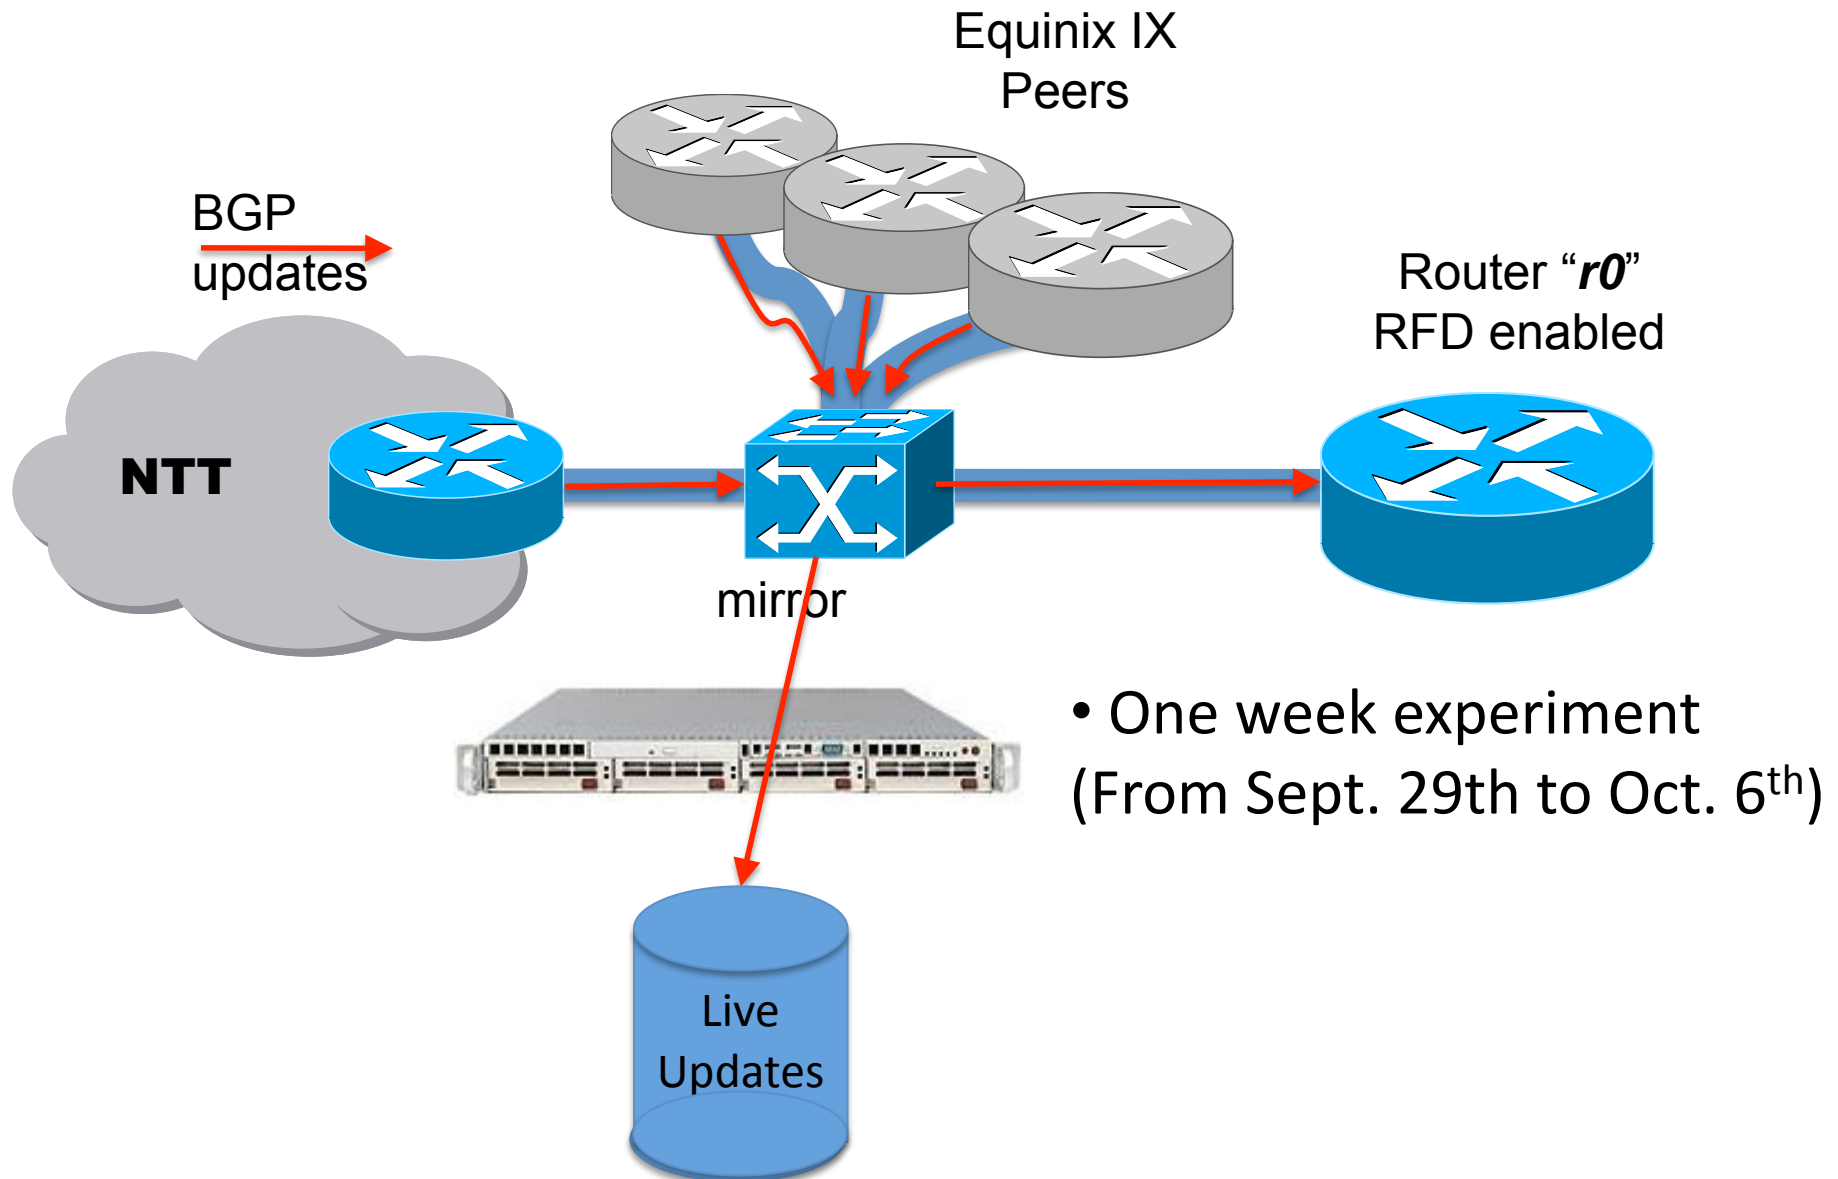 Equinix IX
Peers
BGP
updates
Router “r0”
RFD enabled
NTT
mirror
• One week experiment
(From Sept. 29th to Oct. 6th)
Live
Updates